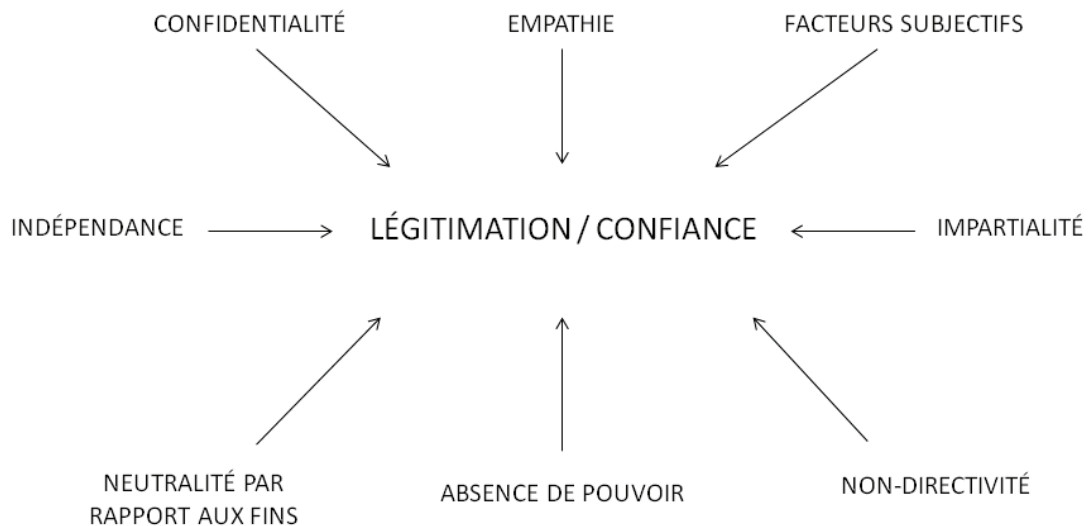 CONFIDENTIALITÉ
EMPATHIE
FACTEURS SUBJECTIFS
INDÉPENDANCE
LÉGITIMATION / CONFIANCE
IMPARTIALITÉ
NEUTRALITÉ PAR
RAPPORT AUX FINS
ABSENCE DE POUVOIR
NON-DIRECTIVITÉ